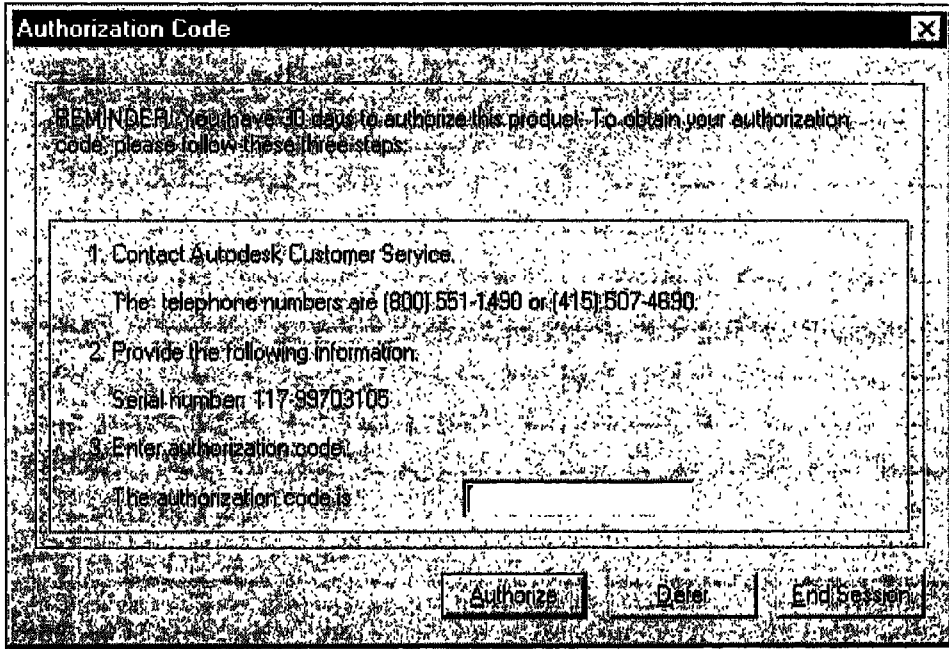 Authorization Code
REMINDER! You have 30 days to authorize this product. To obtain your authorization
code, please follow these three steps:
1. Contact Autodesk Customer Service.
The telephone numbers are (800) 551-1490 or (415) 507-4690.
2. Provide the following information.
Serial number: 117-99703105
3. Enter authorization code.
The authorization code is
Authorize
Defer
End Session